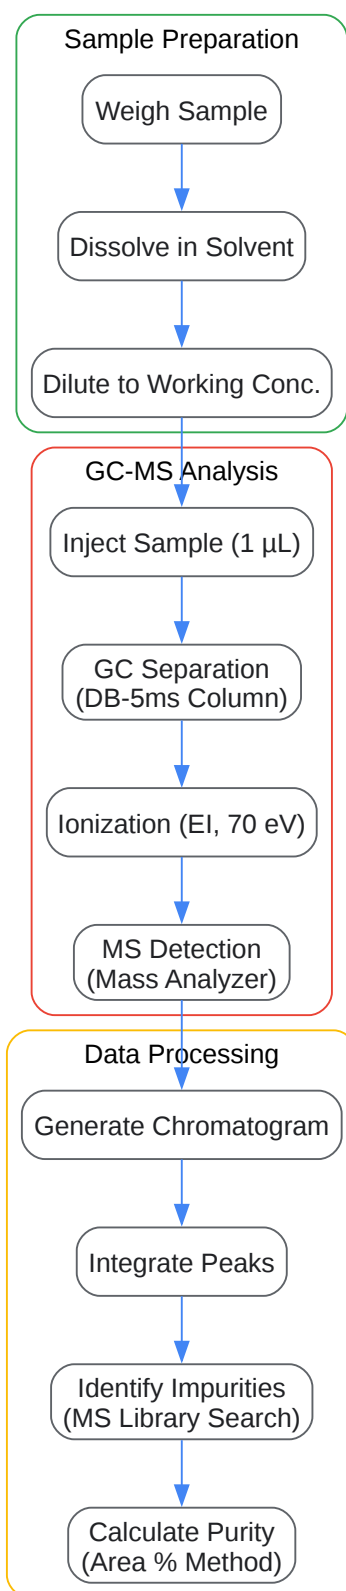 Sample Preparation
Weigh Sample
Dissolve in Solvent
Dilute to Working Conc.
GC-MS Analysis
Inject Sample (1 µL)
GC Separation
(DB-5ms Column)
Ionization (EI, 70 eV)
MS Detection
(Mass Analyzer)
Data Processing
Generate Chromatogram
Integrate Peaks
Identify Impurities
(MS Library Search)
Calculate Purity
(Area % Method)